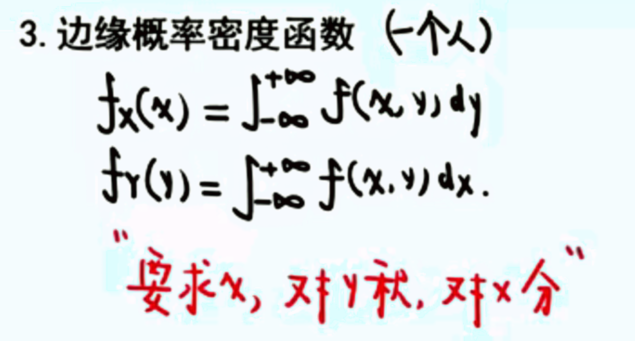 3. 边缘概率密度函数 (一个人)
fX(x) = ∫_{-∞}^{+∞} f(x, y) dy
fY(y) = ∫_{-∞}^{+∞} f(x, y) dx.
"要求x, 对y积, 对x分"